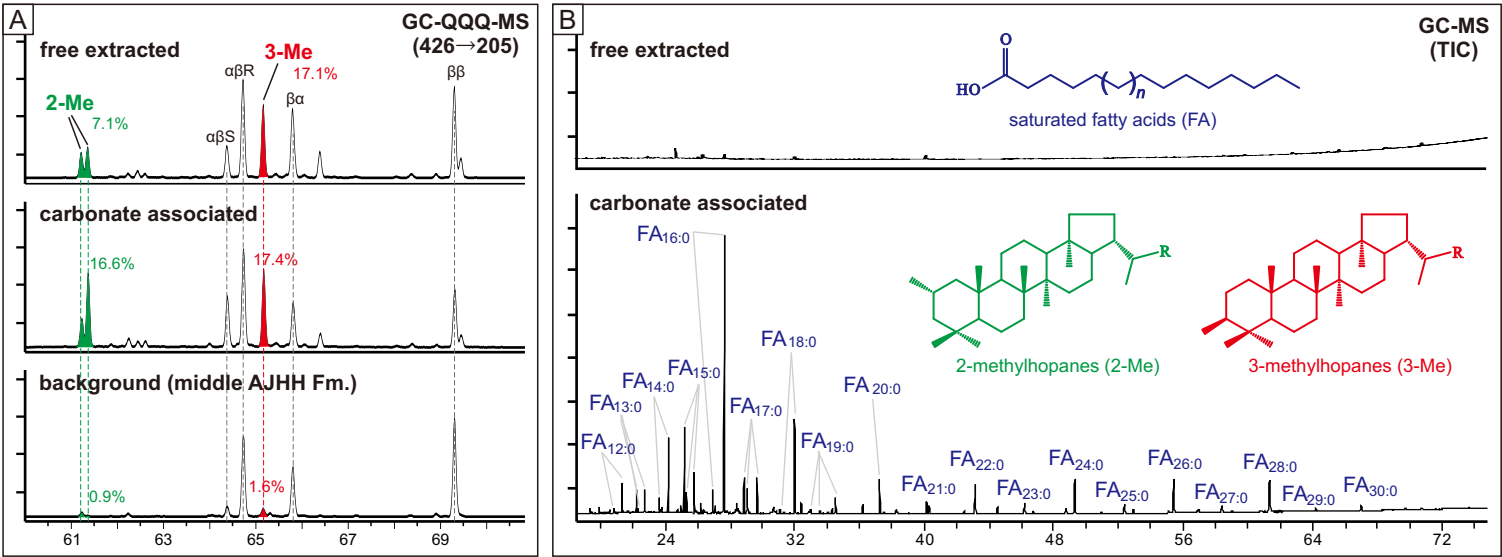 A
GC-QQQ-MS
(426→205)
free extracted
3-Me
17.1%
αβR
ββ
2-Me
7.1%
βα
αβS
carbonate associated
16.6%
17.4%
background (middle AJHH Fm.)
0.9%
1.6%
61 63 65 67 69
B
GC-MS
(TIC)
free extracted
O
HO
n
saturated fatty acids (FA)
carbonate associated
FA16:0
R
R
FA18:0
FA15:0
2-methylhopanes (2-Me)
3-methylhopanes (3-Me)
FA14:0
FA20:0
FA13:0
FA17:0
FA12:0
FA19:0
FA22:0
FA24:0
FA26:0
FA28:0
FA21:0
FA23:0
FA25:0
FA27:0
FA29:0
FA30:0
24 32 40 48 56 64 72